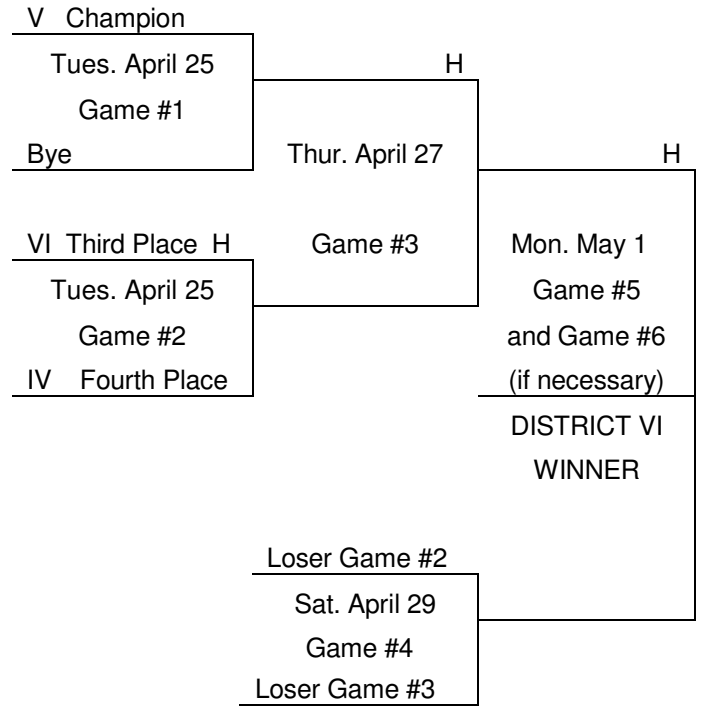 V Champion
Tues. April 25
Game #1
Bye
H
Thur. April 27
Game #3
H
VI Third Place H
Tues. April 25
Game #2
IV Fourth Place
Mon. May 1
Game #5
and Game #6
(if necessary)
DISTRICT VI
WINNER
Loser Game #2
Sat. April 29
Game #4
Loser Game #3